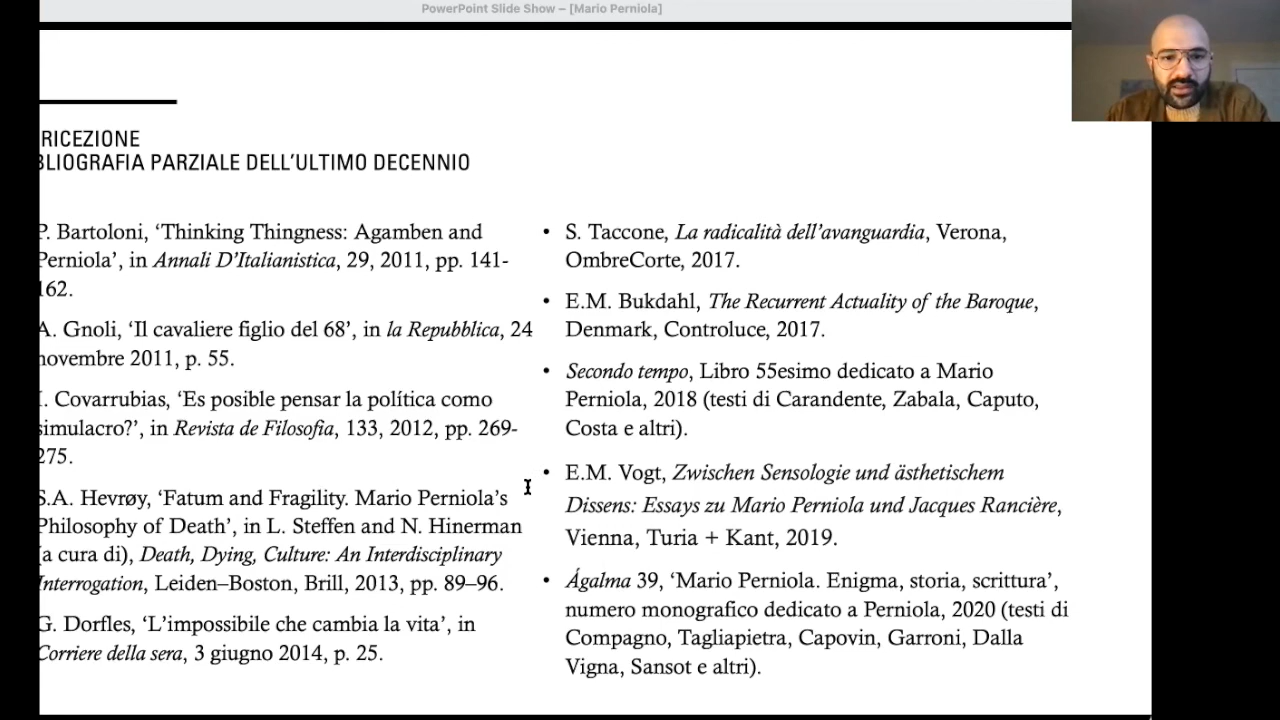 PowerPoint Slide Show – [Mario Perniola]
RICEZIONE
BLIOGRAFIA PARZIALE DELL'ULTIMO DECENNIO
P. Bartoloni, ‘Thinking Thingness: Agamben and
Perniola’, in Annali D’Italianistica, 29, 2011, pp. 141-
162.
A. Gnoli, ‘Il cavaliere figlio del 68’, in la Repubblica, 24
novembre 2011, p. 55.
I. Covarrubias, ‘Es posible pensar la política como
simulacro?’, in Revista de Filosofia, 133, 2012, pp. 269-
275.
S.A. Hevrøy, ‘Fatum and Fragility. Mario Perniola’s
Philosophy of Death’, in L. Steffen and N. Hinerman
(a cura di), Death, Dying, Culture: An Interdisciplinary
Interrogation, Leiden–Boston, Brill, 2013, pp. 89–96.
G. Dorfles, ‘L’impossibile che cambia la vita’, in
Corriere della sera, 3 giugno 2014, p. 25.
• S. Taccone, La radicalità dell’avanguardia, Verona,
OmbreCorte, 2017.
• E.M. Bukdahl, The Recurrent Actuality of the Baroque,
Denmark, Controluce, 2017.
• Secondo tempo, Libro 55esimo dedicato a Mario
Perniola, 2018 (testi di Carandente, Zabala, Caputo,
Costa e altri).
• E.M. Vogt, Zwischen Sensologie und ästhetischem
Dissens: Essays zu Mario Perniola und Jacques Rancière,
Vienna, Turia + Kant, 2019.
• Ágalma 39, ‘Mario Perniola. Enigma, storia, scrittura’,
numero monografico dedicato a Perniola, 2020 (testi di
Compagno, Tagliapietra, Capovin, Garroni, Dalla
Vigna, Sansot e altri).